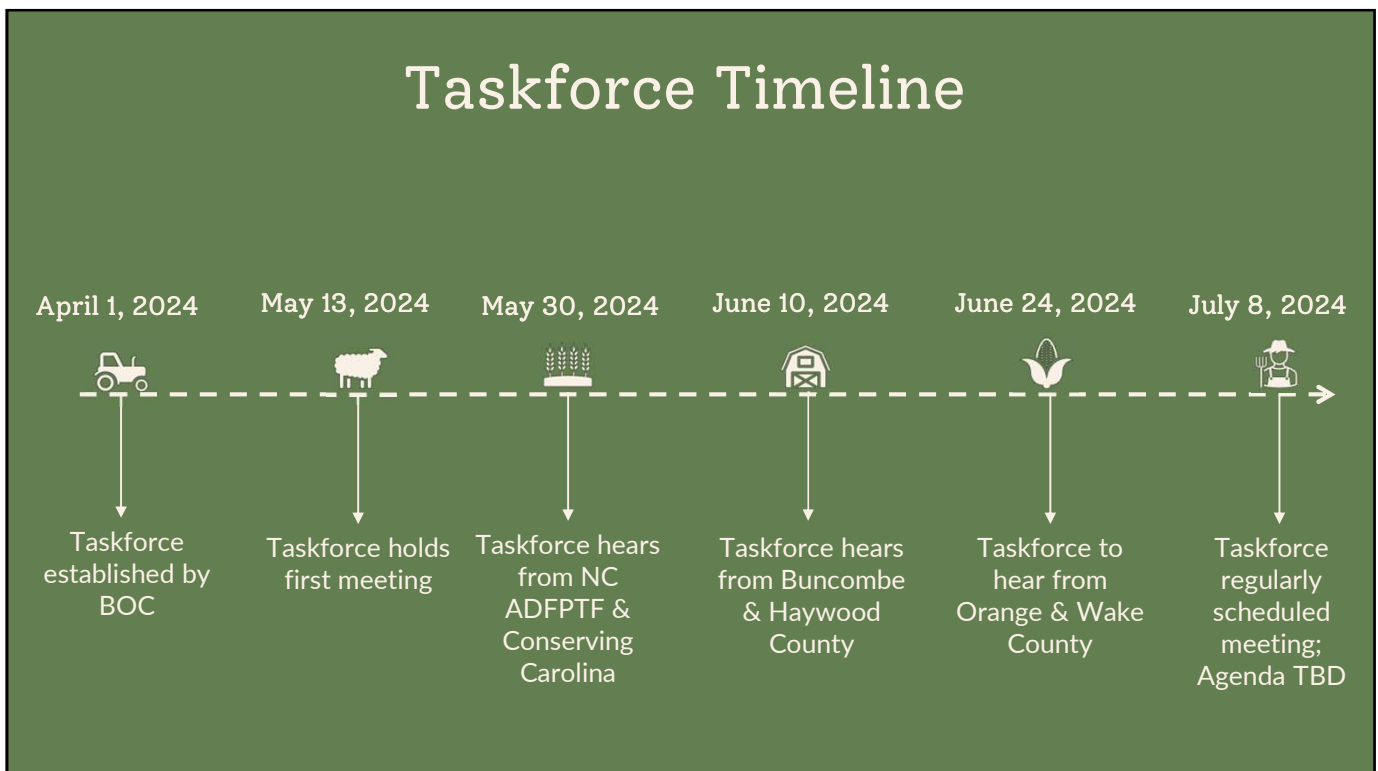 Taskforce Timeline
April 1, 2024
May 13, 2024
May 30, 2024
June 10, 2024
June 24, 2024
July 8, 2024
Taskforce
established by
BOC
Taskforce holds
first meeting
Taskforce hears
from NC
ADFPTF &
Conserving
Carolina
Taskforce hears
from Buncombe
& Haywood
County
Taskforce to
hear from
Orange & Wake
County
Taskforce
regularly
scheduled
meeting;
Agenda TBD